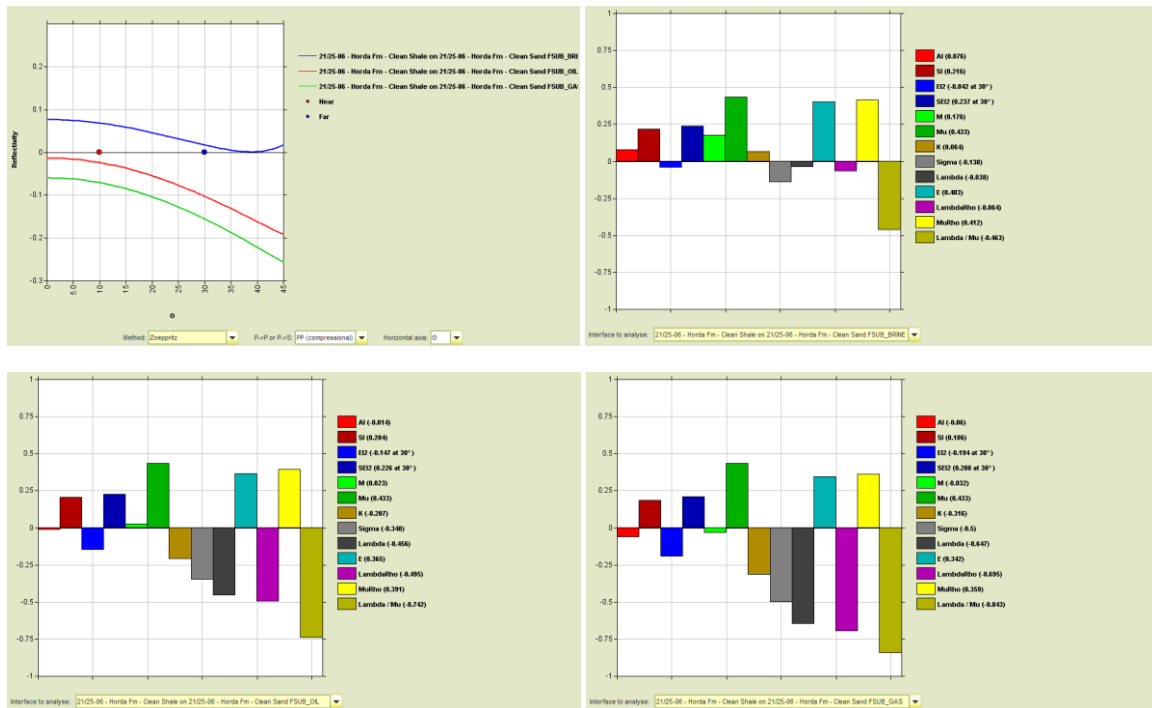 0.2
0.1
0
-0.1
-0.2
-0.3
Reflectivity
0 5.0 10 15 20 25 30 35 40 45
Θ
21/25-06 - Horda Fm - Clean Shale on 21/25-06 - Horda Fm - Clean Sand FSUB_BRI
21/25-06 - Horda Fm - Clean Shale on 21/25-06 - Horda Fm - Clean Sand FSUB_OIL
21/25-06 - Horda Fm - Clean Shale on 21/25-06 - Horda Fm - Clean Sand FSUB_GAS
Near
Far
Method: Zoeppritz P->P or P->S: PP (compressional) Horizontal axis: Θ
1
0.75
0.5
0.25
0
-0.25
-0.5
-0.75
-1
AI (0.076)
SI (0.216)
EI2 (-0.042 at 30°)
SEI2 (0.237 at 30°)
M (0.176)
Mu (0.433)
K (0.064)
Sigma (-0.138)
Lambda (-0.038)
E (0.403)
LambdaRho (-0.064)
MuRho (0.412)
Lambda / Mu (-0.463)
Interface to analyse: 21/25-06 - Horda Fm - Clean Shale on 21/25-06 - Horda Fm - Clean Sand FSUB_BRINE
1
0.75
0.5
0.25
0
-0.25
-0.5
-0.75
-1
AI (-0.014)
SI (0.204)
EI2 (-0.147 at 30°)
SEI2 (0.226 at 30°)
M (0.023)
Mu (0.433)
K (-0.207)
Sigma (-0.348)
Lambda (-0.456)
E (0.365)
LambdaRho (-0.495)
MuRho (0.391)
Lambda / Mu (-0.742)
Interface to analyse: 21/25-06 - Horda Fm - Clean Shale on 21/25-06 - Horda Fm - Clean Sand FSUB_OIL
1
0.75
0.5
0.25
0
-0.25
-0.5
-0.75
-1
AI (-0.06)
SI (0.186)
EI2 (-0.194 at 30°)
SEI2 (0.208 at 30°)
M (-0.032)
Mu (0.433)
K (-0.316)
Sigma (-0.5)
Lambda (-0.647)
E (0.342)
LambdaRho (-0.695)
MuRho (0.359)
Lambda / Mu (-0.843)
Interface to analyse: 21/25-06 - Horda Fm - Clean Shale on 21/25-06 - Horda Fm - Clean Sand FSUB_GAS